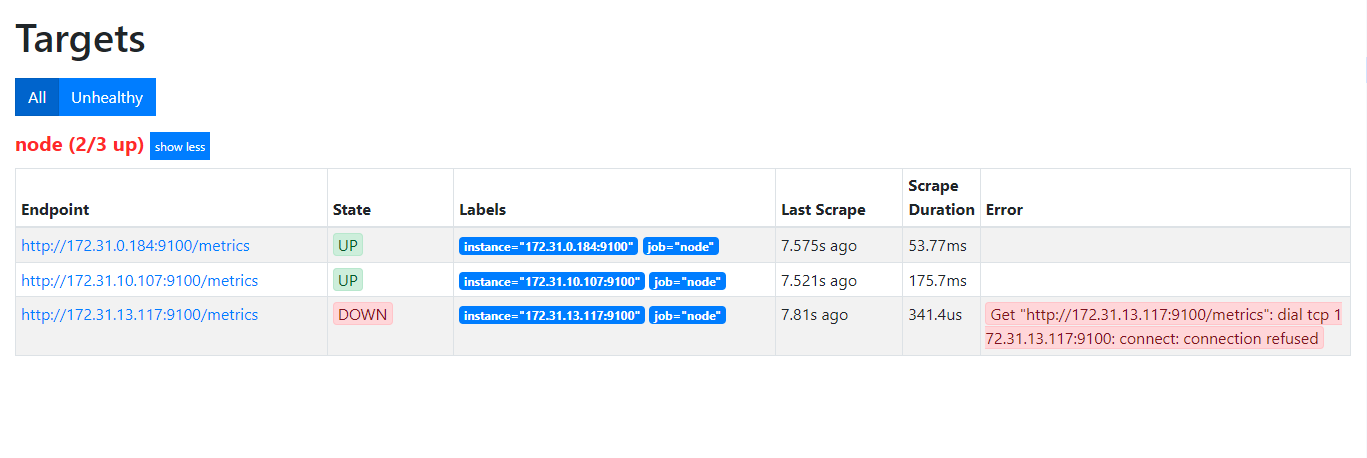 Targets
All Unhealthy
node (2/3 up) show less
Endpoint State Labels Last Scrape Scrape Duration Error
http://172.31.0.184:9100/metrics UP instance="172.31.0.184:9100" job="node" 7.575s ago 53.77ms
http://172.31.10.107:9100/metrics UP instance="172.31.10.107:9100" job="node" 7.521s ago 175.7ms
http://172.31.13.117:9100/metrics DOWN instance="172.31.13.117:9100" job="node" 7.81s ago 341.4us Get "http://172.31.13.117:9100/metrics": dial tcp 1
72.31.13.117:9100: connect: connection refused